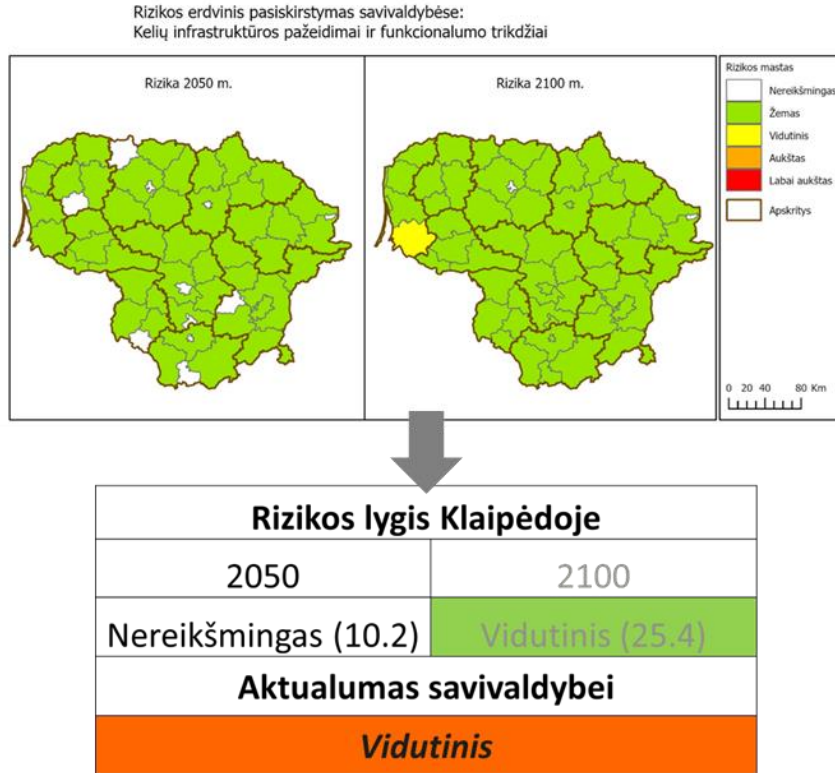 Rizikos erdvinis pasiskirstymas savivaldybėse:
Kelių infrastruktūros pažeidimai ir funkcionalumo trikdžiai
Rizika 2050 m.
Rizika 2100 m.
Rizikos mastas
Nereikšmingas
Žemas
Vidutinis
Aukštas
Labai aukštas
Apskritys
0 20 40 80 Km
Rizikos lygis Klaipėdoje
2050 2100
Nereikšmingas (10.2) Vidutinis (25.4)
Aktualumas savivaldybei
Vidutinis